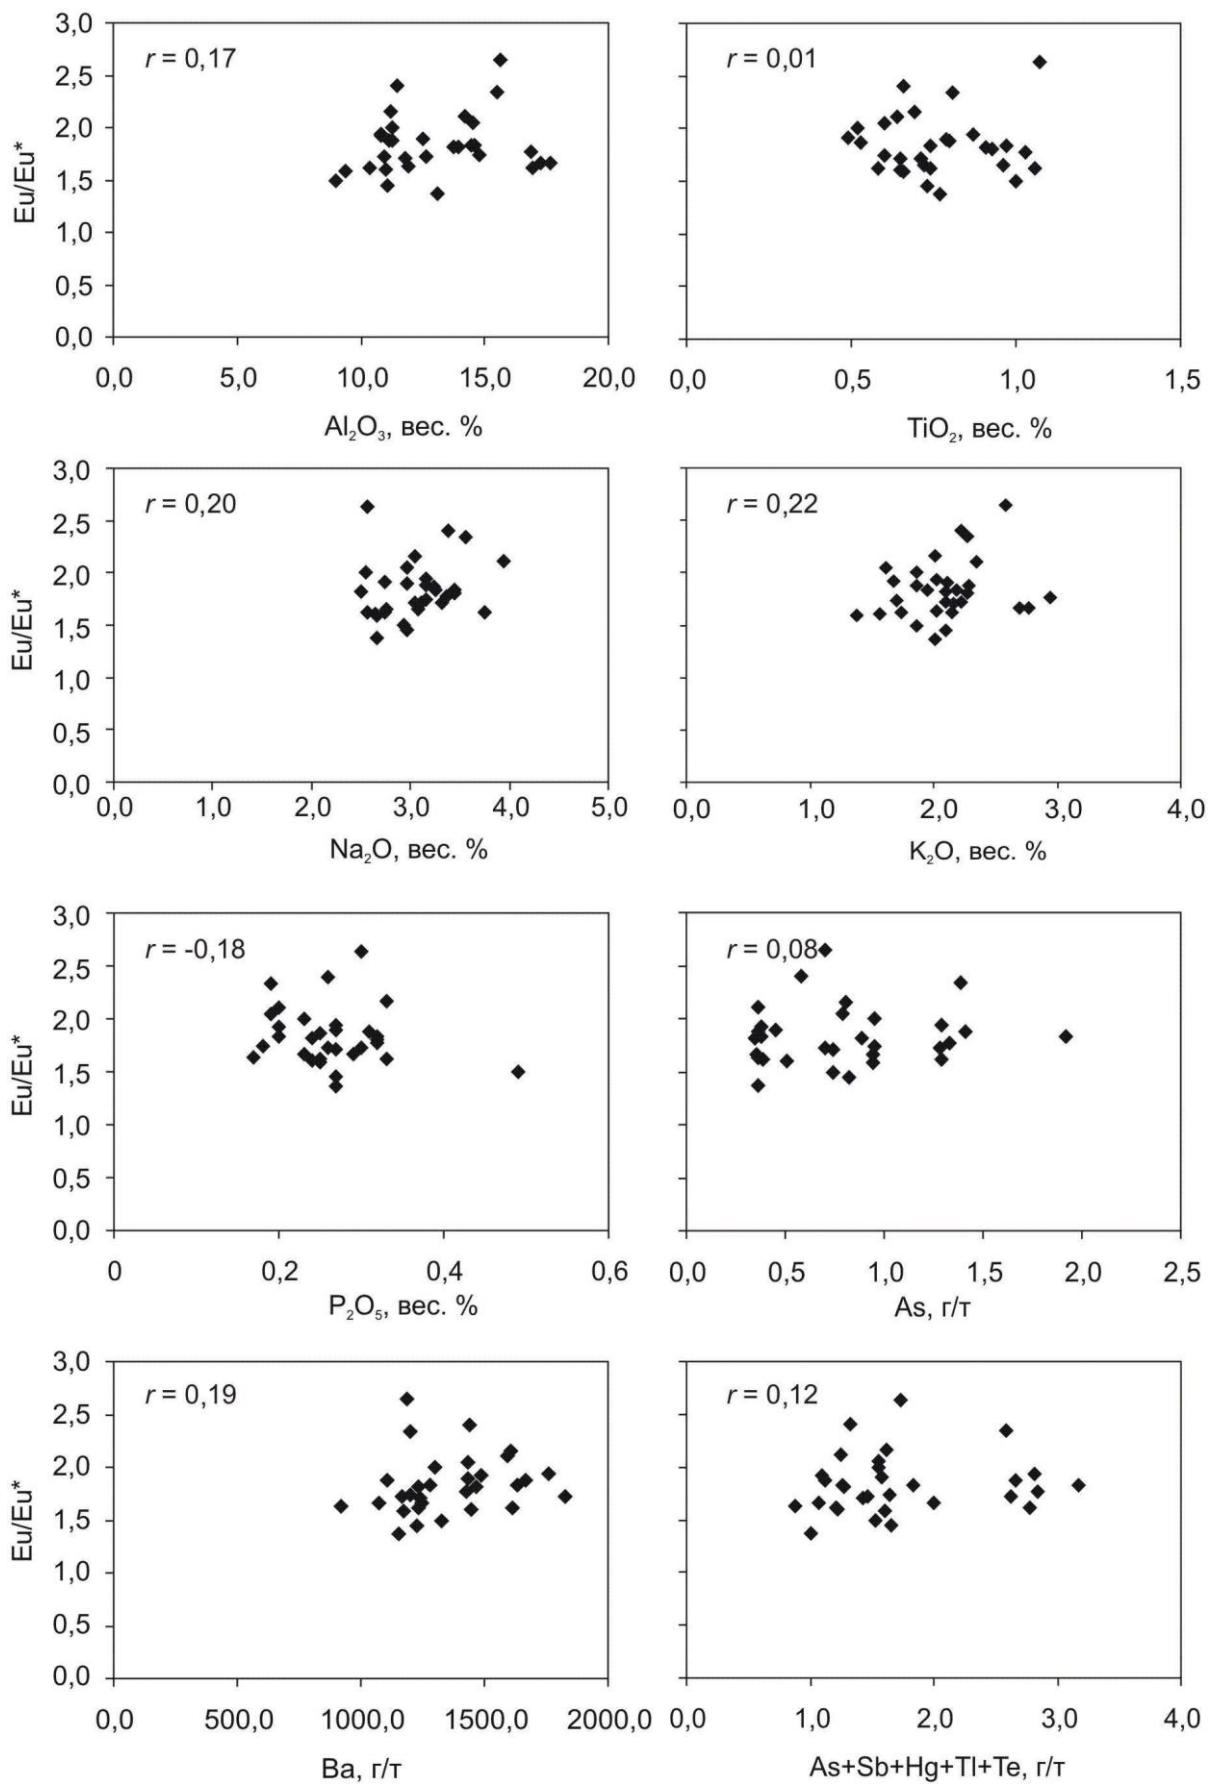 3,0
2,5
2,0
1,5
1,0
0,5
0,0
Eu/Eu*
r = 0,17
0,0 5,0 10,0 15,0 20,0
Al₂O₃, вес. %
r = 0,01
0,0 0,5 1,0 1,5
TiO₂, вес. %
3,0
2,5
2,0
1,5
1,0
0,5
0,0
Eu/Eu*
r = 0,20
0,0 1,0 2,0 3,0 4,0 5,0
Na₂O, вес. %
r = 0,22
0,0 1,0 2,0 3,0 4,0
K₂O, вес. %
3,0
2,5
2,0
1,5
1,0
0,5
0,0
Eu/Eu*
r = -0,18
0 0,2 0,4 0,6
P₂O₅, вес. %
r = 0,08
0,0 0,5 1,0 1,5 2,0 2,5
As, г/т
3,0
2,5
2,0
1,5
1,0
0,5
0,0
Eu/Eu*
r = 0,19
0,0 500,0 1000,0 1500,0 2000,0
Ba, г/т
r = 0,12
0,0 1,0 2,0 3,0 4,0
As+Sb+Hg+Tl+Te, г/т